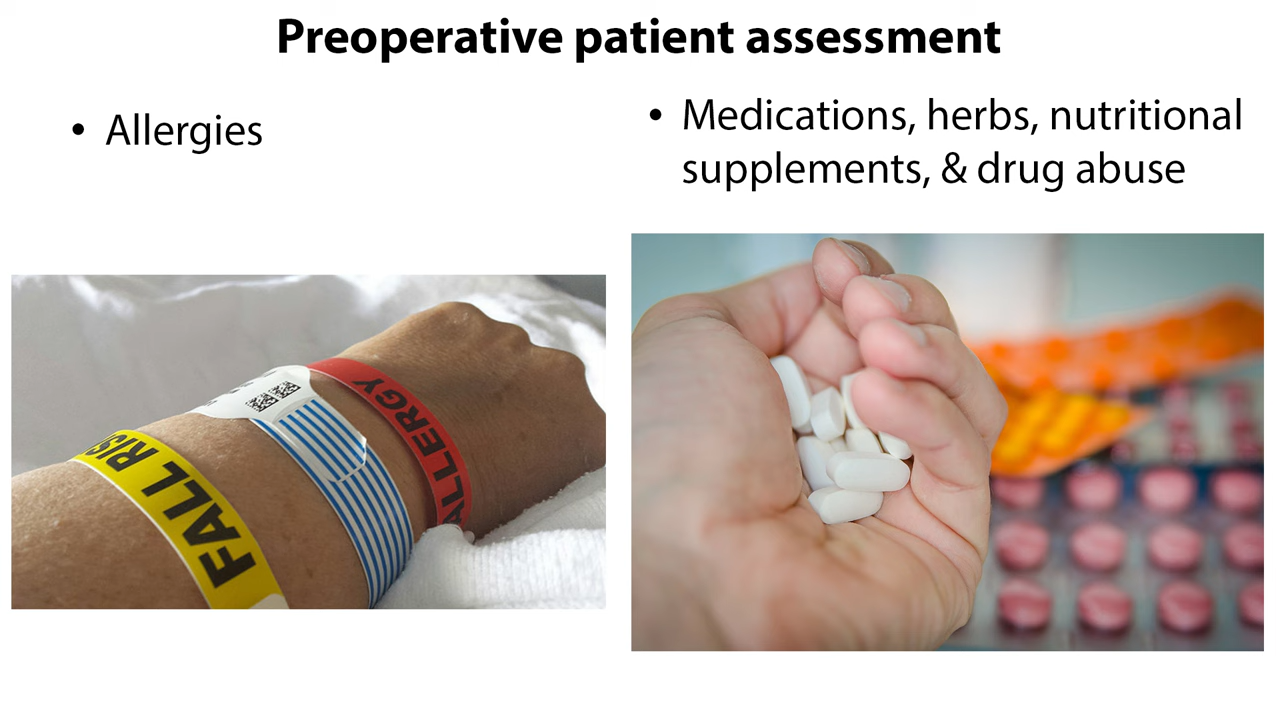 Preoperative patient assessment
• Allergies
• Medications, herbs, nutritional
supplements, & drug abuse
FALL RIS
ALLERGY